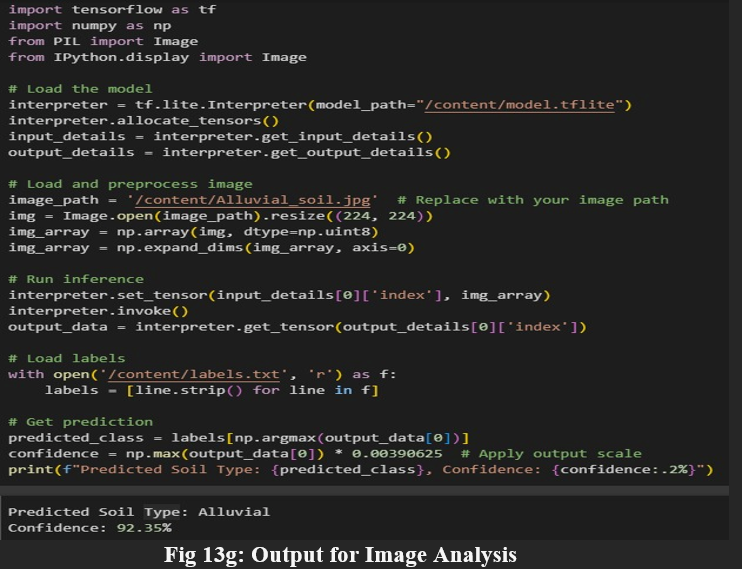 import tensorflow as tf
import numpy as np
from PIL import Image
from IPython.display import Image
# Load the model
interpreter = tf.lite.Interpreter(model_path="/content/model.tflite")
interpreter.allocate_tensors()
input_details = interpreter.get_input_details()
output_details = interpreter.get_output_details()
# Load and preprocess image
image_path = '/content/Alluvial_soil.jpg'  # Replace with your image path
img = Image.open(image_path).resize((224, 224))
img_array = np.array(img, dtype=np.uint8)
img_array = np.expand_dims(img_array, axis=0)
# Run inference
interpreter.set_tensor(input_details[0]['index'], img_array)
interpreter.invoke()
output_data = interpreter.get_tensor(output_details[0]['index'])
# Load labels
with open('/content/labels.txt', 'r') as f:
    labels = [line.strip() for line in f]
# Get prediction
predicted_class = labels[np.argmax(output_data[0])]
confidence = np.max(output_data[0]) * 0.00390625  # Apply output scale
print(f"Predicted Soil Type: {predicted_class}, Confidence: {confidence:.2%}")
Predicted Soil Type: Alluvial
Confidence: 92.35%
Fig 13g: Output for Image Analysis